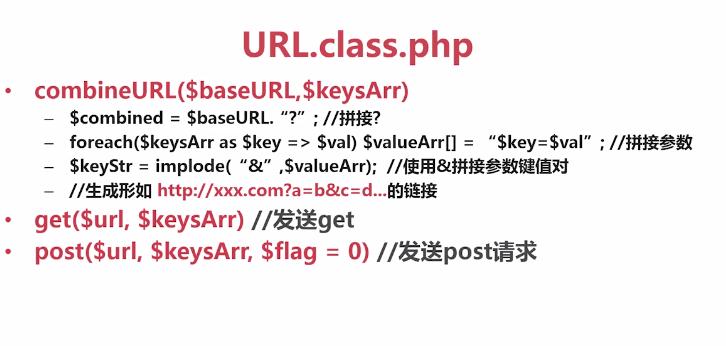 URL.class.php
• combineURL($baseURL,$keysArr)
– $combined = $baseURL. “?” ; //拼接?
– foreach($keysArr as $key => $val) $valueArr[] = “$key=$val” ; //拼接参数
– $keyStr = implode( “&” ,$valueArr); //使用&拼接参数键值对
– //生成形如 http://xxx.com?a=b&c=d...的链接
• get($url, $keysArr) //发送get
• post($url, $keysArr, $flag = 0) //发送post请求